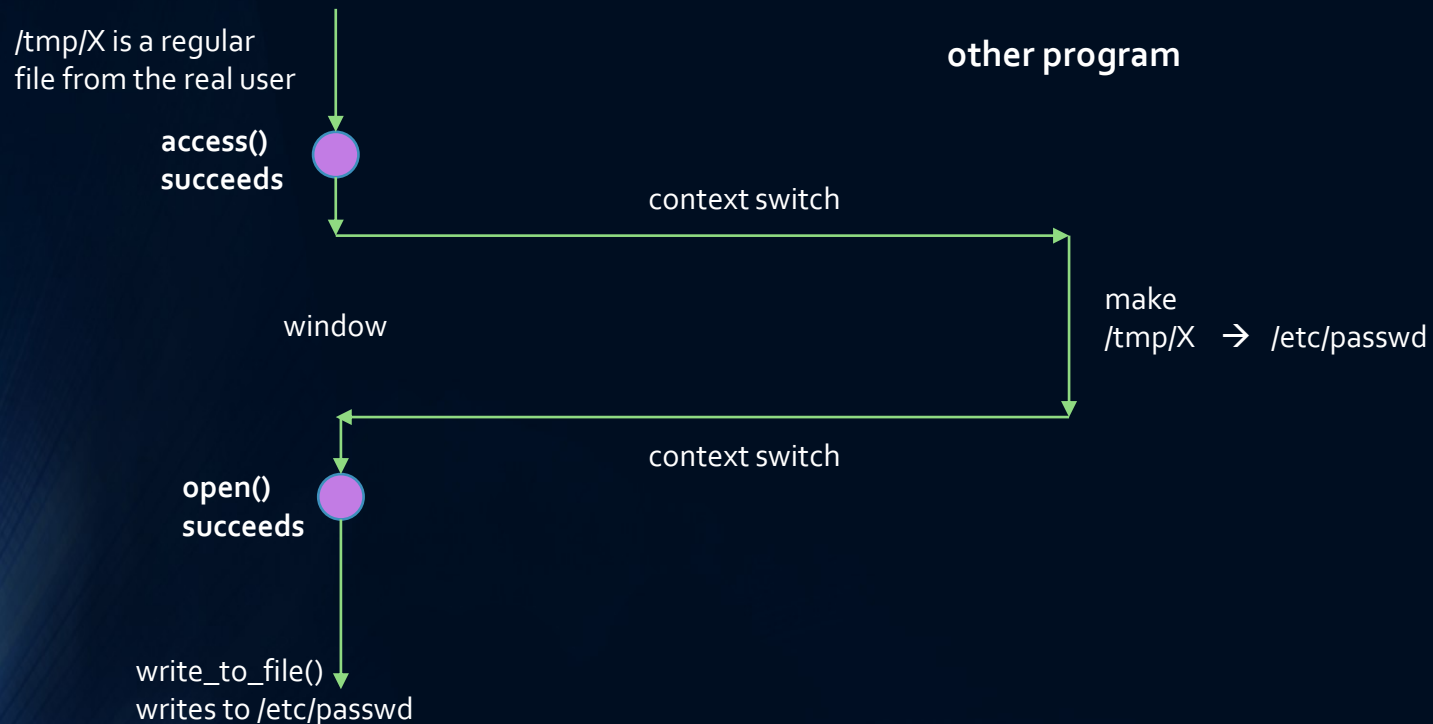 /tmp/X is a regular
file from the real user
other program
access()
succeeds
context switch
window
make
/tmp/X → /etc/passwd
context switch
open()
succeeds
write_to_file()
writes to /etc/passwd